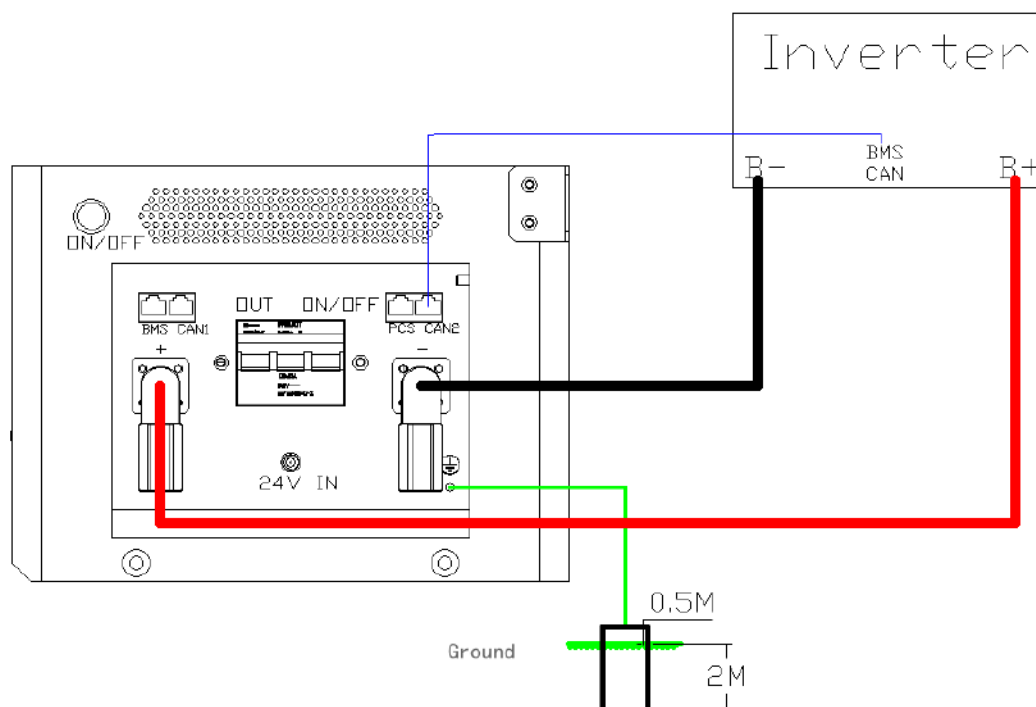 Inverter
BMS
CAN
B-
B+
ON/OFF
OUT
ON/OFF
BMS CAN1
PCS CAN2
+
-
24V IN
0.5M
Ground
2M